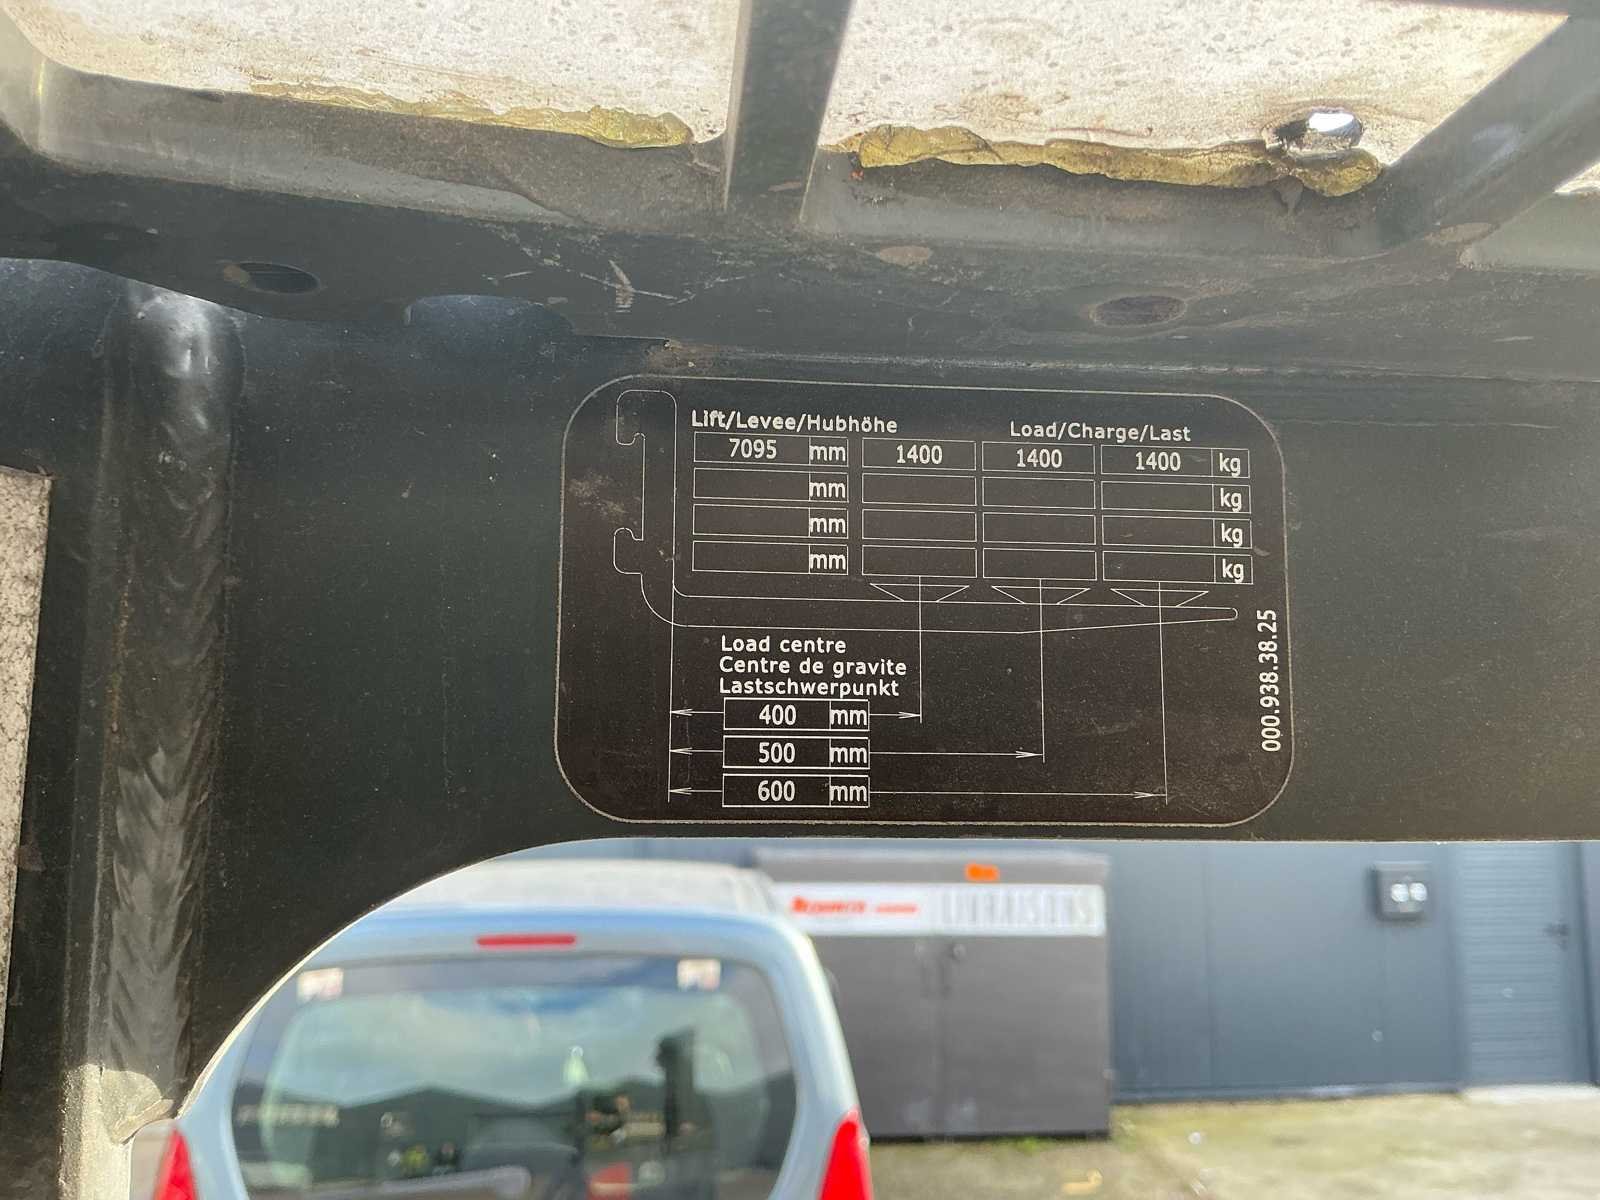 Lift/Levee/Hubhöhe Load/Charge/Last
7095 mm 1400 1400 1400 kg
mm kg
mm kg
mm kg
Load centre
Centre de gravite
Lastschwerpunkt
400 mm
500 mm
600 mm
000.938.38.25
LIVRAISONS